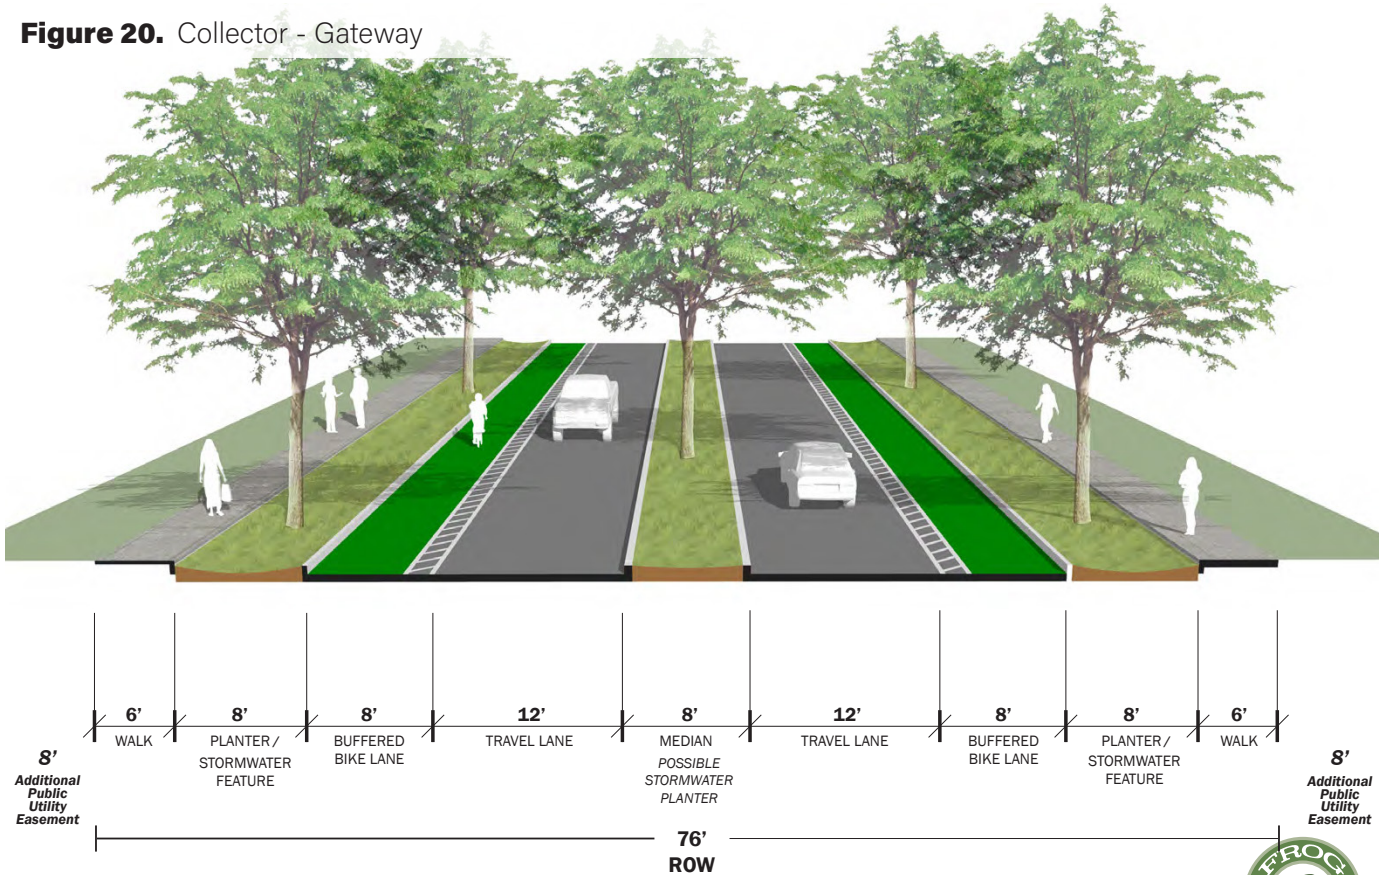 Figure 20. Collector - Gateway
6' 8' 8' 12' 8' 12' 8' 8' 6'
WALK PLANTER / BUFFERED TRAVEL LANE MEDIAN TRAVEL LANE BUFFERED PLANTER / WALK
STORMWATER BIKE LANE POSSIBLE BIKE LANE STORMWATER
FEATURE STORMWATER FEATURE
PLANTER
8' 8'
Additional Additional
Public Public
Utility Utility
Easement Easement
76'
ROW
FROG